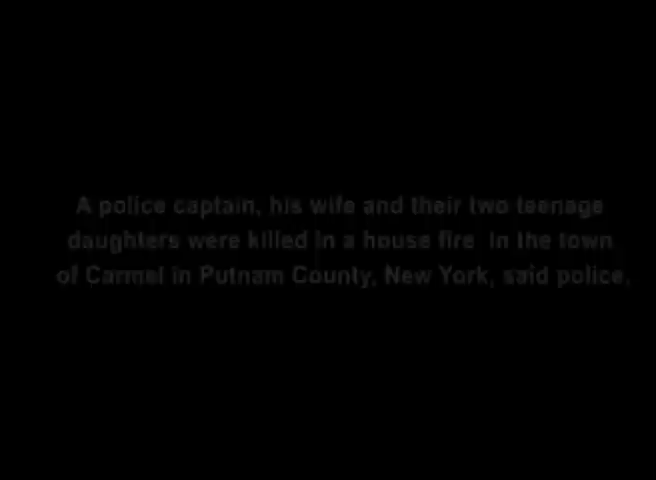 A police captain, his wife and their two teenage
daughters were killed in a house fire in the town
of Carmel in Putnam County, New York, said police.